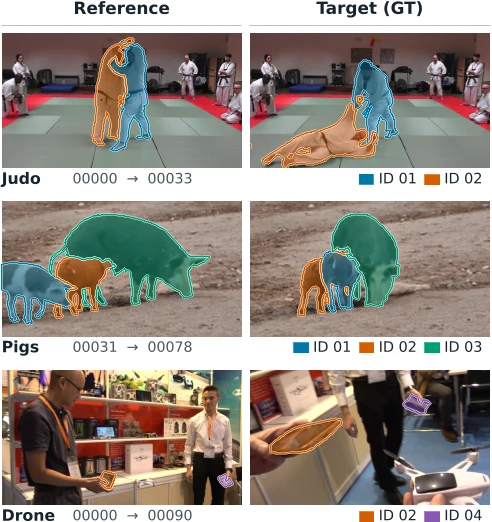 Reference Target (GT)
Judo 00000 → 00033 ID 01 ID 02
Pigs 00031 → 00078 ID 01 ID 02 ID 03
Drone 00000 → 00090 ID 02 ID 04